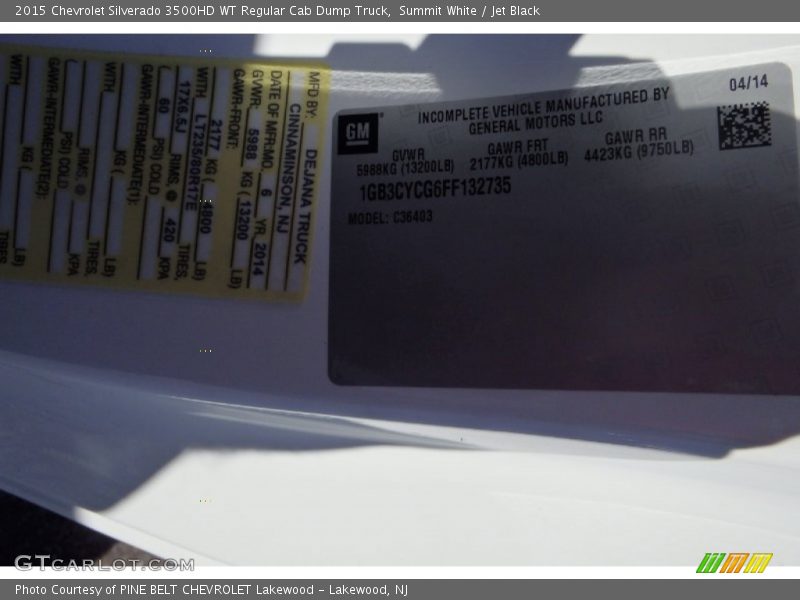 2015 Chevrolet Silverado 3500HD WT Regular Cab Dump Truck, Summit White / Jet Black
MFD BY: DEJANA TRUCK
CINNAMINSON, NJ
DATE OF MFR:MO 6 YR. 2014
GVWR: 5988 KG ( 13200 LB)
GAWR-FRONT:
2177 KG ( 4800 LB)
WITH LT235/80R17E TIRES,
17X6.5J RIMS, @ 420 KPA
60 PSI) COLD
GAWR-INTERMEDIATE(1):
KG ( LB)
WITH TIRES,
RIMS, @ KPA
PSI) COLD
GAWR-INTERMEDIATE(2):
KG LB)
WITH TIRES
04/14
GM
INCOMPLETE VEHICLE MANUFACTURED BY
GENERAL MOTORS LLC
GVWR GAWR FRT GAWR RR
5988KG (13200LB) 2177KG (4800LB) 4423KG (9750LB)
1GB3CYCG6FF132735
MODEL: C36403
GTCARLOT.COM
Photo Courtesy of PINE BELT CHEVROLET Lakewood - Lakewood, NJ